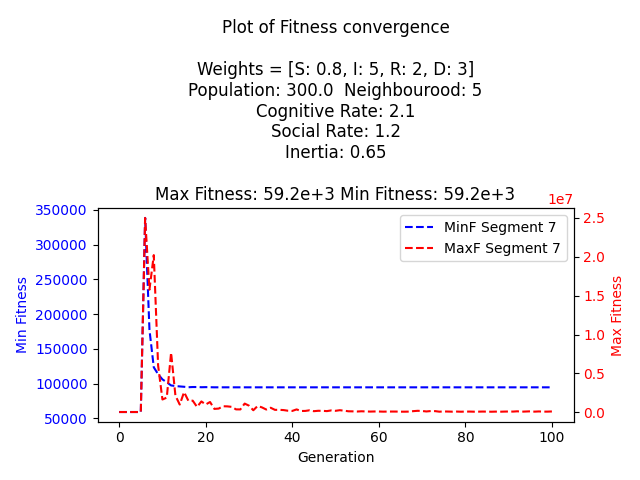 Plot of Fitness convergence
Weights = [S: 0.8, I: 5, R: 2, D: 3]
Population: 300.0  Neighbourood: 5
Cognitive Rate: 2.1
Social Rate: 1.2
Inertia: 0.65
Max Fitness: 59.2e+3 Min Fitness: 59.2e+3
1e7
350000
300000
250000
200000
150000
100000
50000
Min Fitness
MinF Segment 7
MaxF Segment 7
2.5
2.0
1.5
1.0
0.5
0.0
Max Fitness
0 20 40 60 80 100
Generation